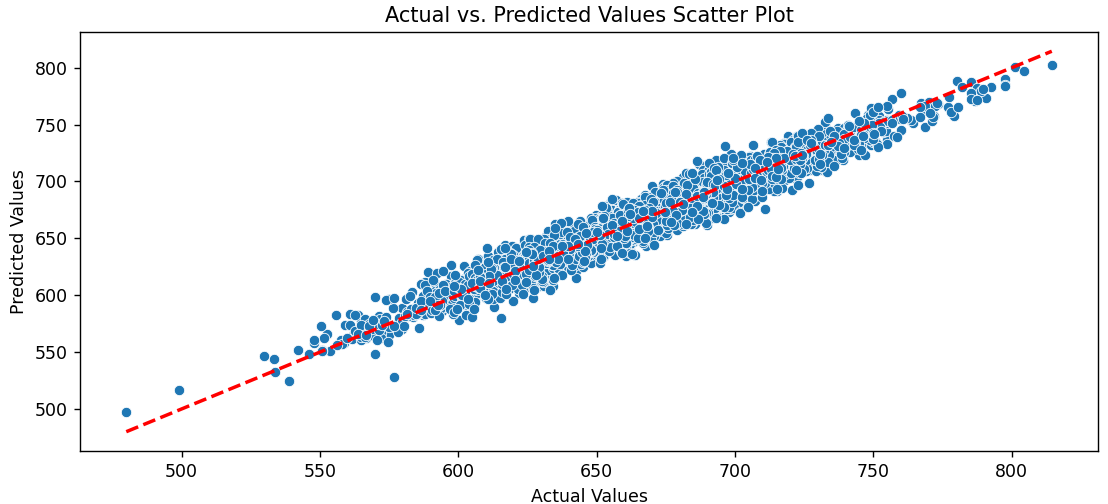 Actual vs. Predicted Values Scatter Plot
Predicted Values
800
750
700
650
600
550
500
500 550 600 650 700 750 800
Actual Values